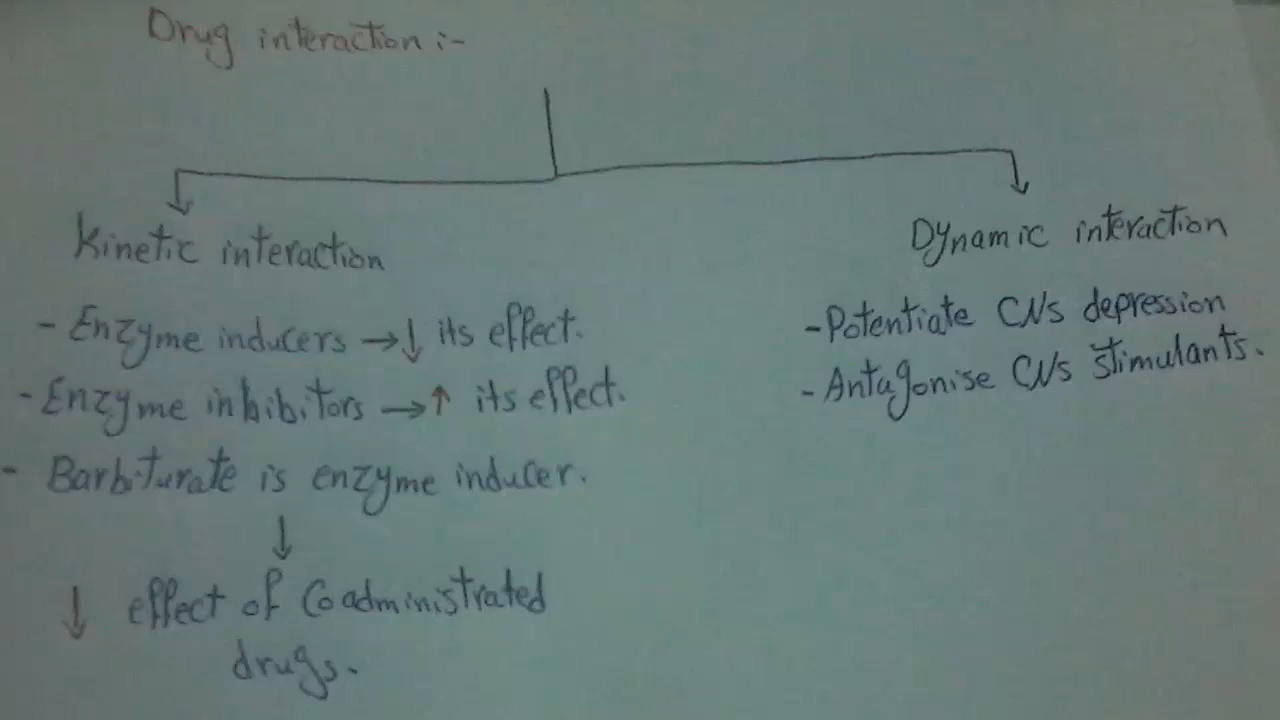 Drug interaction :-
Kinetic interaction
- Enzyme inducers → ↓ its effect.
- Enzyme inhibitors → ↑ its effect.
- Barbiturate is enzyme inducer.
↓
↓ effect of Coadministrated
drugs.
Dynamic interaction
- Potentiate CNS depression
- Antagonise CNS stimulants.